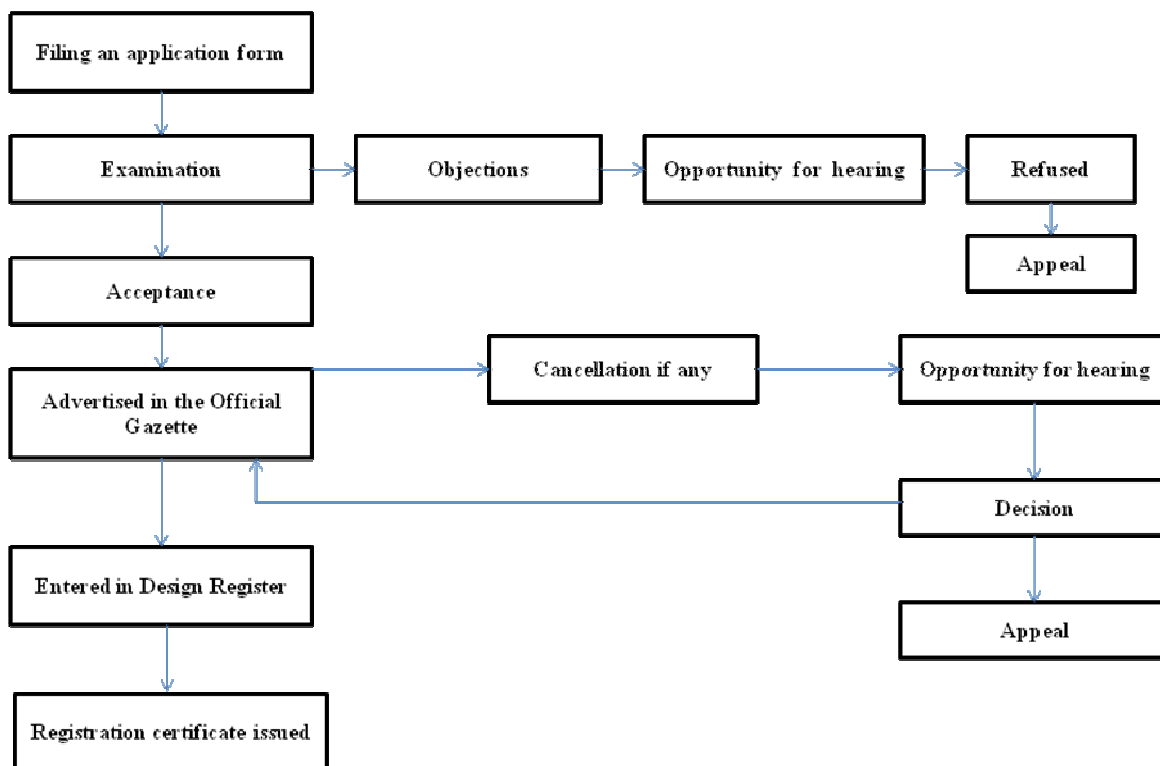 Filing an application form
Examination
Objections
Opportunity for hearing
Refused
Appeal
Acceptance
Advertised in the Official
Gazette
Cancellation if any
Opportunity for hearing
Decision
Entered in Design Register
Appeal
Registration certificate issued